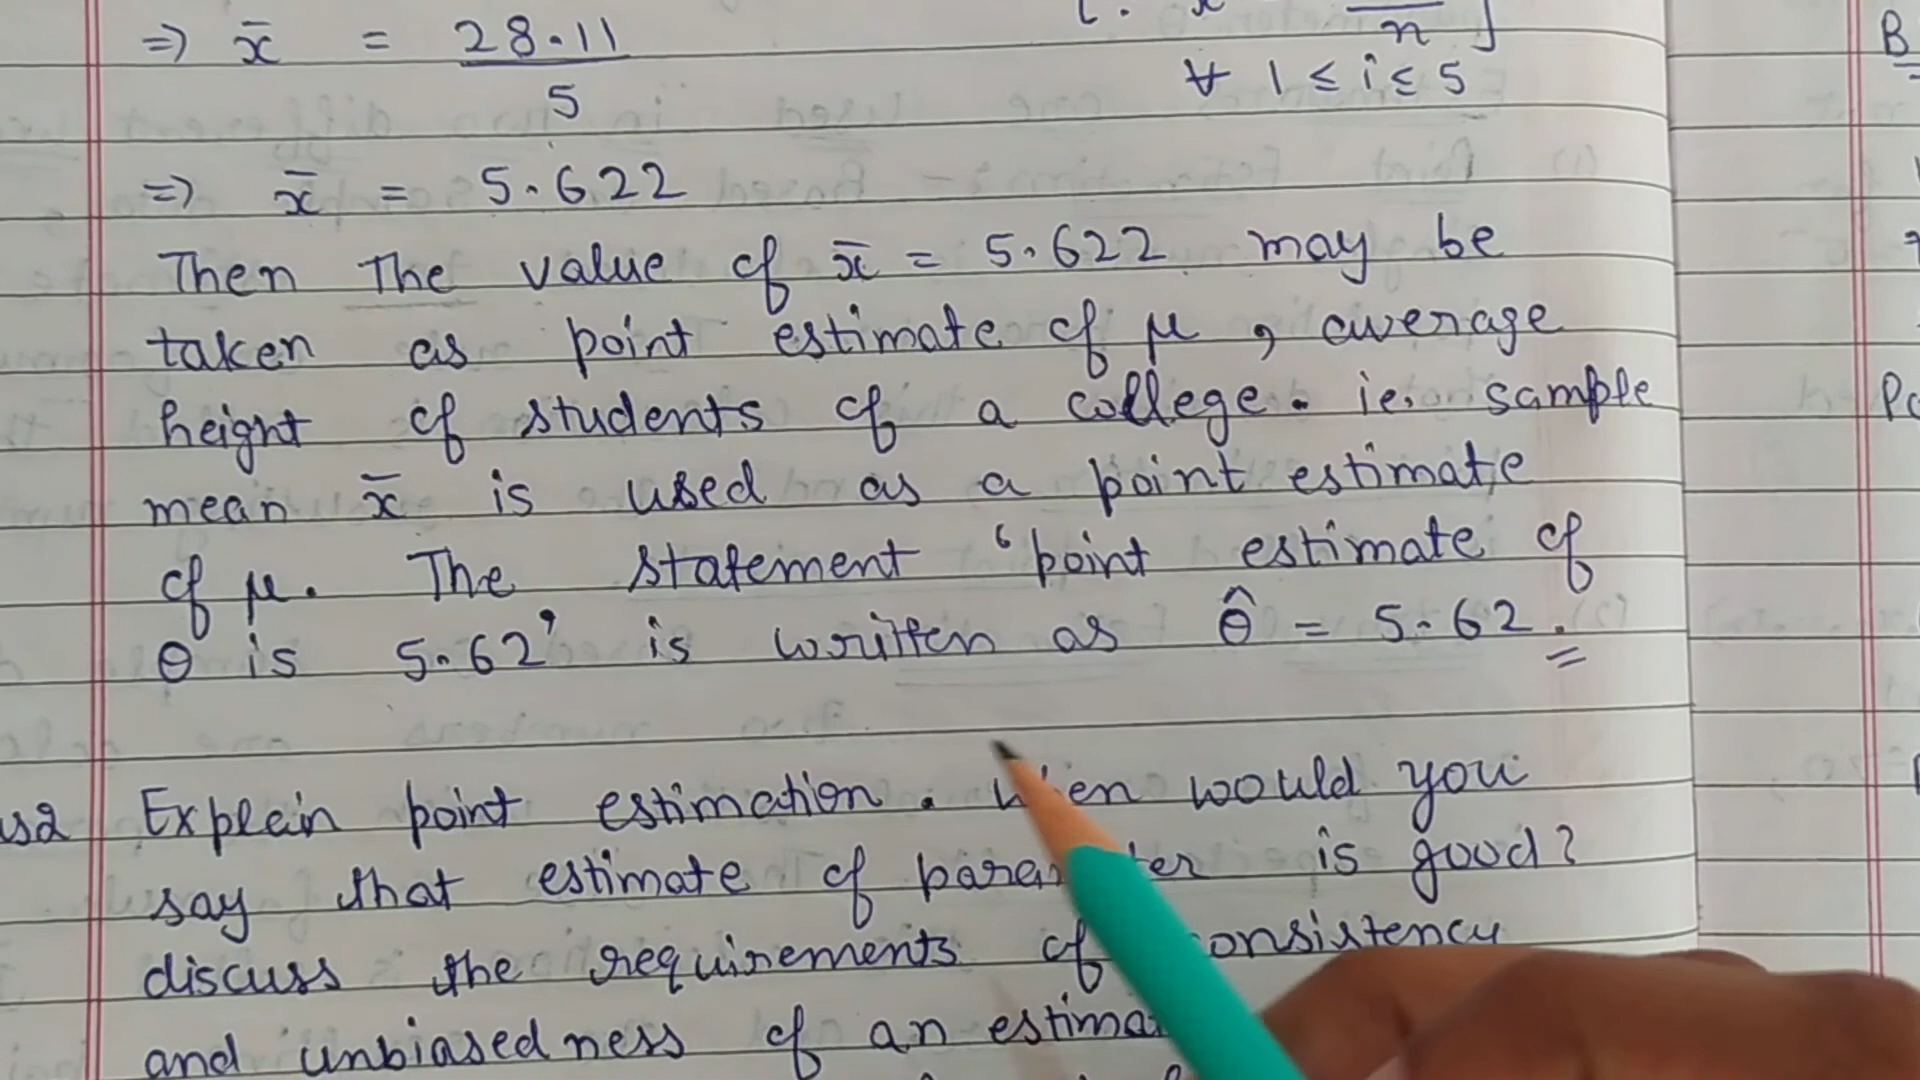 ⇒ x̄ = 28.11 / 5
n ]
∀ 1 ≤ i ≤ 5
⇒ x̄ = 5.622
Then The value of x̄ = 5.622 may be
taken as point estimate of μ, average
height of students of a college. ie. sample
mean x̄ is used as a point estimate
of μ. The statement 'point estimate of
θ is 5.62' is written as θ̂ = 5.62.
Explain point estimation. When would you
say that estimate of parameter is good?
discuss the requirements of consistency
and unbiasedness of an
B